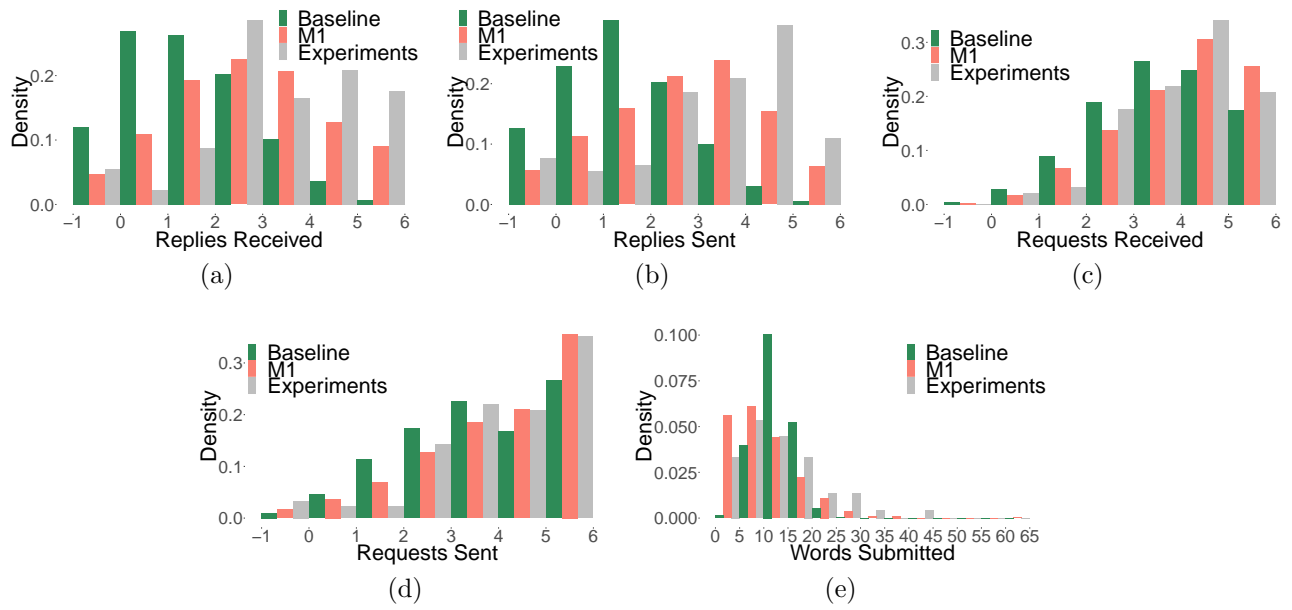 Baseline
M1
Experiments
Density
0.2
0.1
0.0
−1 0 1 2 3 4 5 6
Replies Received
(a)
Baseline
M1
Experiments
Density
0.2
0.1
0.0
−1 0 1 2 3 4 5 6
Replies Sent
(b)
Baseline
M1
Experiments
Density
0.3
0.2
0.1
0.0
−1 0 1 2 3 4 5 6
Requests Received
(c)
Baseline
M1
Experiments
Density
0.3
0.2
0.1
0.0
−1 0 1 2 3 4 5 6
Requests Sent
(d)
Baseline
M1
Experiments
Density
0.100
0.075
0.050
0.025
0.000
0 5 10 15 20 25 30 35 40 45 50 55 60 65
Words Submitted
(e)